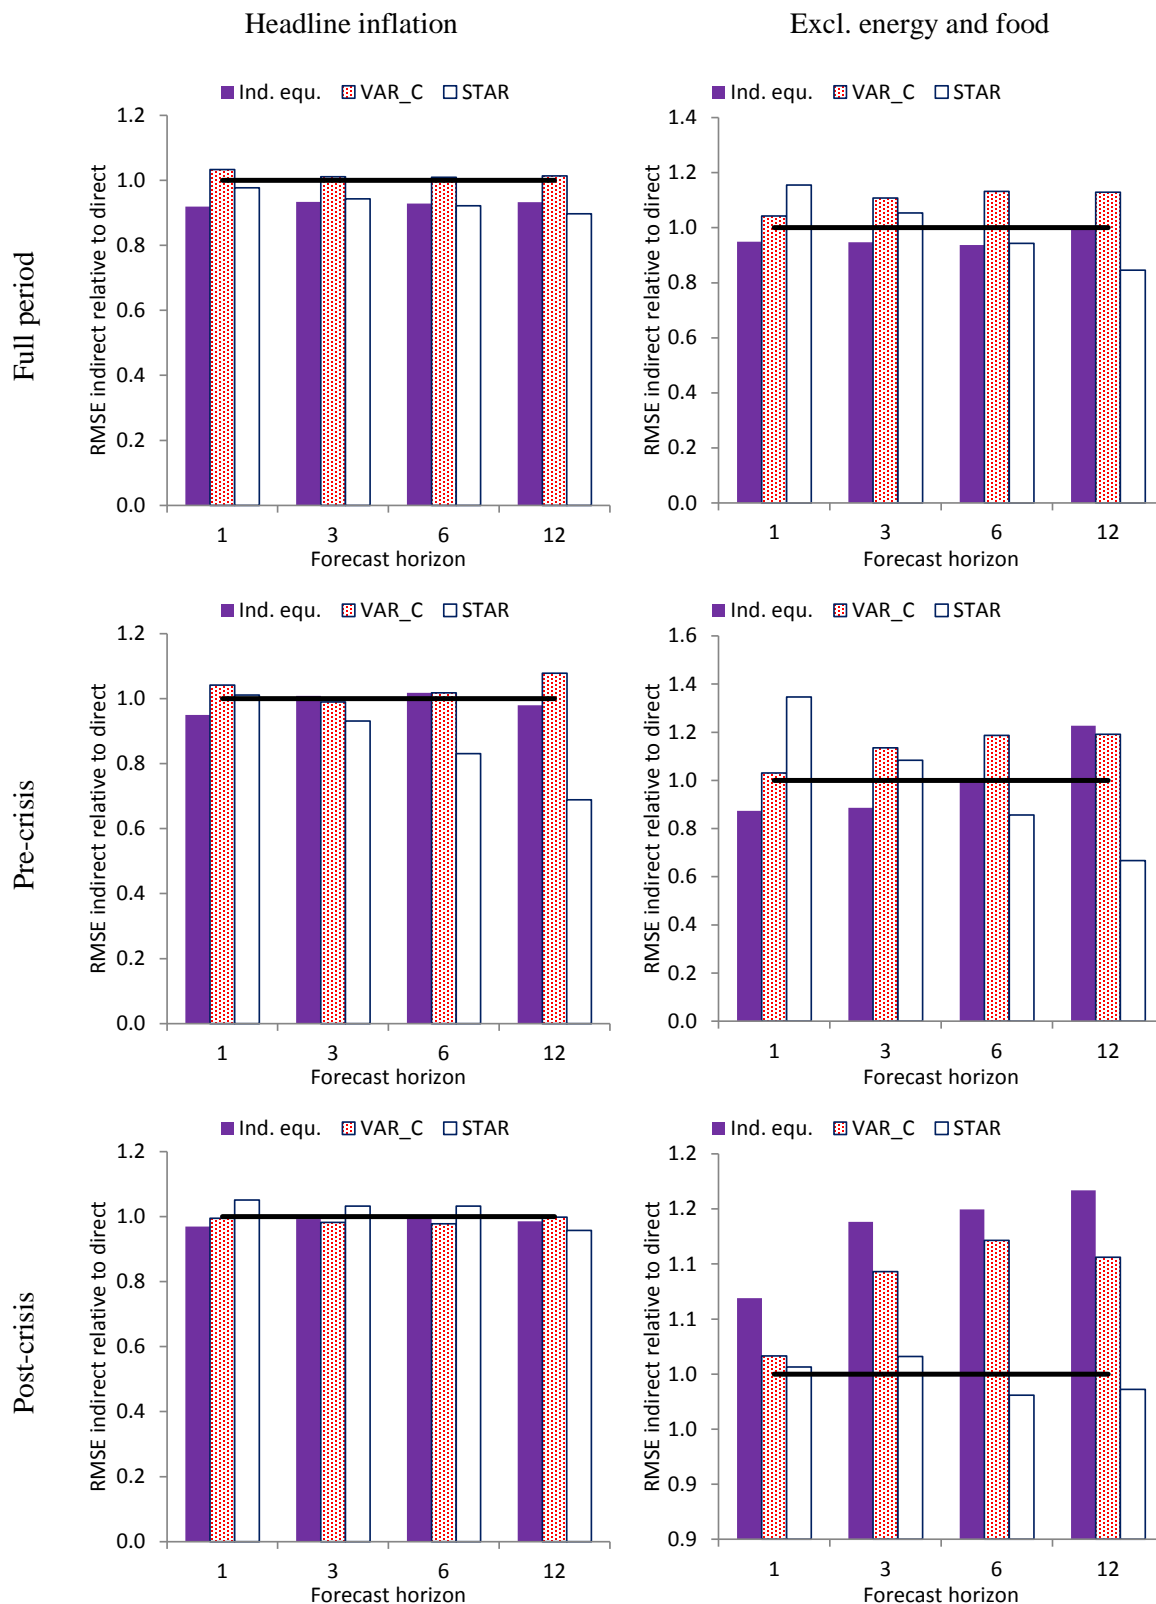 Headline inflation
Excl. energy and food
Full period
Ind. equ. VAR_C STAR
RMSE indirect relative to direct
1.2
1.0
0.8
0.6
0.4
0.2
0.0
1 3 6 12
Forecast horizon
Ind. equ. VAR_C STAR
RMSE indirect relative to direct
1.4
1.2
1.0
0.8
0.6
0.4
0.2
0.0
1 3 6 12
Forecast horizon
Pre-crisis
Ind. equ. VAR_C STAR
RMSE indirect relative to direct
1.2
1.0
0.8
0.6
0.4
0.2
0.0
1 3 6 12
Forecast horizon
Ind. equ. VAR_C STAR
RMSE indirect relative to direct
1.6
1.4
1.2
1.0
0.8
0.6
0.4
0.2
0.0
1 3 6 12
Forecast horizon
Post-crisis
Ind. equ. VAR_C STAR
RMSE indirect relative to direct
1.2
1.0
0.8
0.6
0.4
0.2
0.0
1 3 6 12
Forecast horizon
Ind. equ. VAR_C STAR
RMSE indirect relative to direct
1.2
1.2
1.1
1.1
1.0
1.0
0.9
0.9
1 3 6 12
Forecast horizon